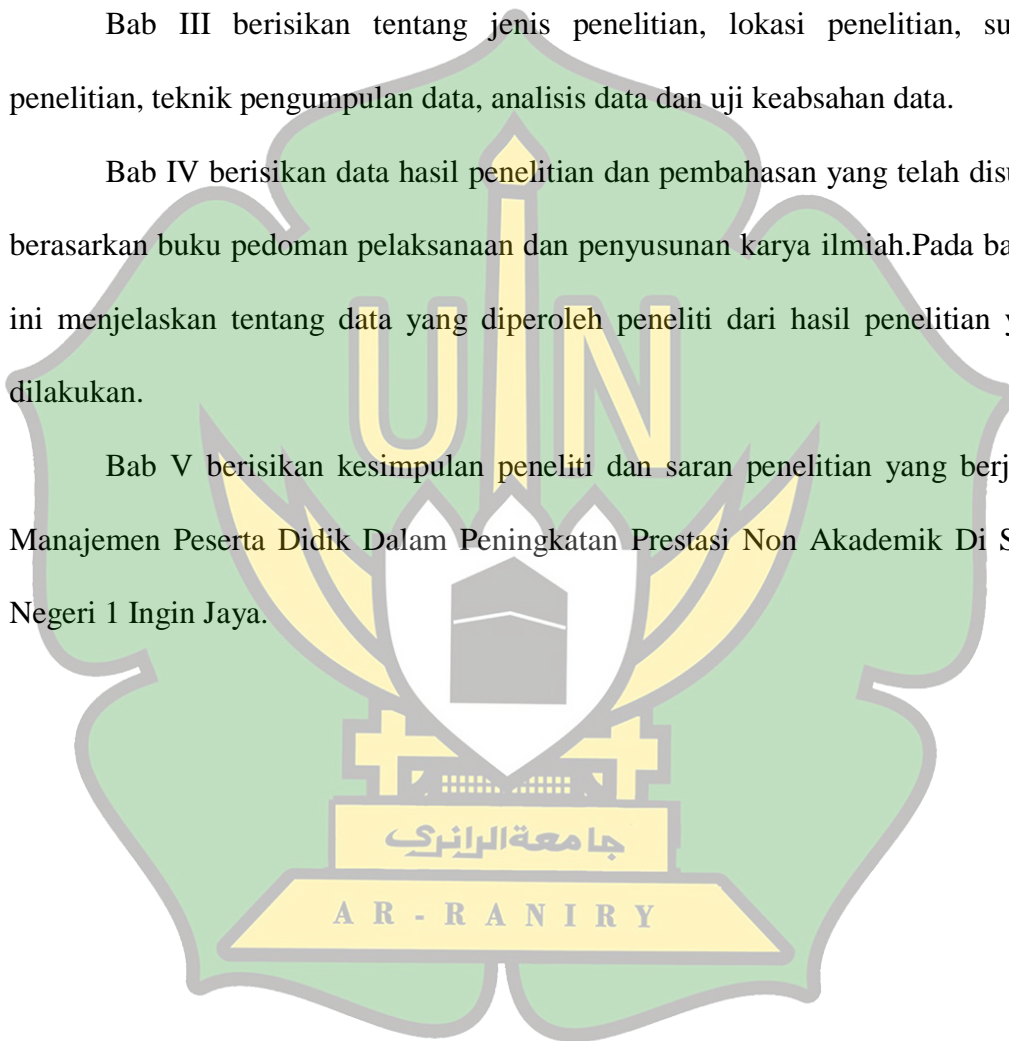 Bab III berisikan tentang jenis penelitian, lokasi penelitian, su
penelitian, teknik pengumpulan data, analisis data dan uji keabsahan data.
Bab IV berisikan data hasil penelitian dan pembahasan yang telah disu
berasarkan buku pedoman pelaksanaan dan penyusunan karya ilmiah.Pada ba
ini menjelaskan tentang data yang diperoleh peneliti dari hasil penelitian y
dilakukan.
Bab V berisikan kesimpulan peneliti dan saran penelitian yang berj
Manajemen Peserta Didik Dalam Peningkatan Prestasi Non Akademik Di S
Negeri 1 Ingin Jaya.
UIN
جامعة الرانري
AR-RANIRY